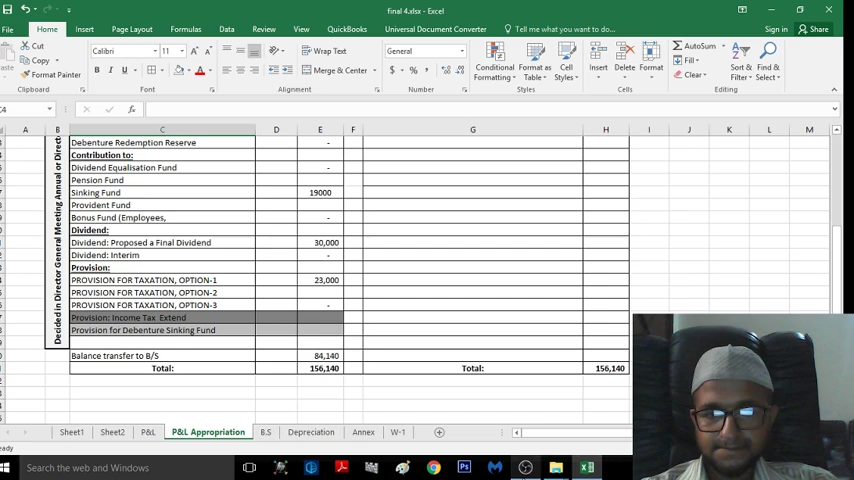 final 4.xlsx - Excel
File Home Insert Page Layout Formulas Data Review View QuickBooks Universal Document Converter Tell me what you want to do... Sign in Share
Cut
Copy
Format Painter
Clipboard
Calibri 11
B I U
Font
Wrap Text
Merge & Center
Alignment
General
$ % ,
Number
Conditional Formatting
Format as Table
Cell Styles
Styles
Insert Delete Format
Cells
AutoSum
Fill
Clear
Sort & Filter
Find & Select
Editing
C4 fx
A B C D E F G H I J K L M
Decided in Director General Meeting Annual or Direct
Debenture Redemption Reserve -
Contribution to:
Dividend Equalisation Fund -
Pension Fund
Sinking Fund 19000
Provident Fund
Bonus Fund (Employees, -
Dividend:
Dividend: Proposed a Final Dividend 30,000
Dividend: Interim -
Provision:
PROVISION FOR TAXATION, OPTION-1 23,000
PROVISION FOR TAXATION, OPTION-2
PROVISION FOR TAXATION, OPTION-3 -
Provision: Income Tax Extend
Provision for Debenture Sinking Fund
Balance transfer to B/S 84,140
Total: 156,140 Total: 156,140
Sheet1 Sheet2 P&L P&L Appropriation B.S Depreciation Annex W-1
Search the web and Windows